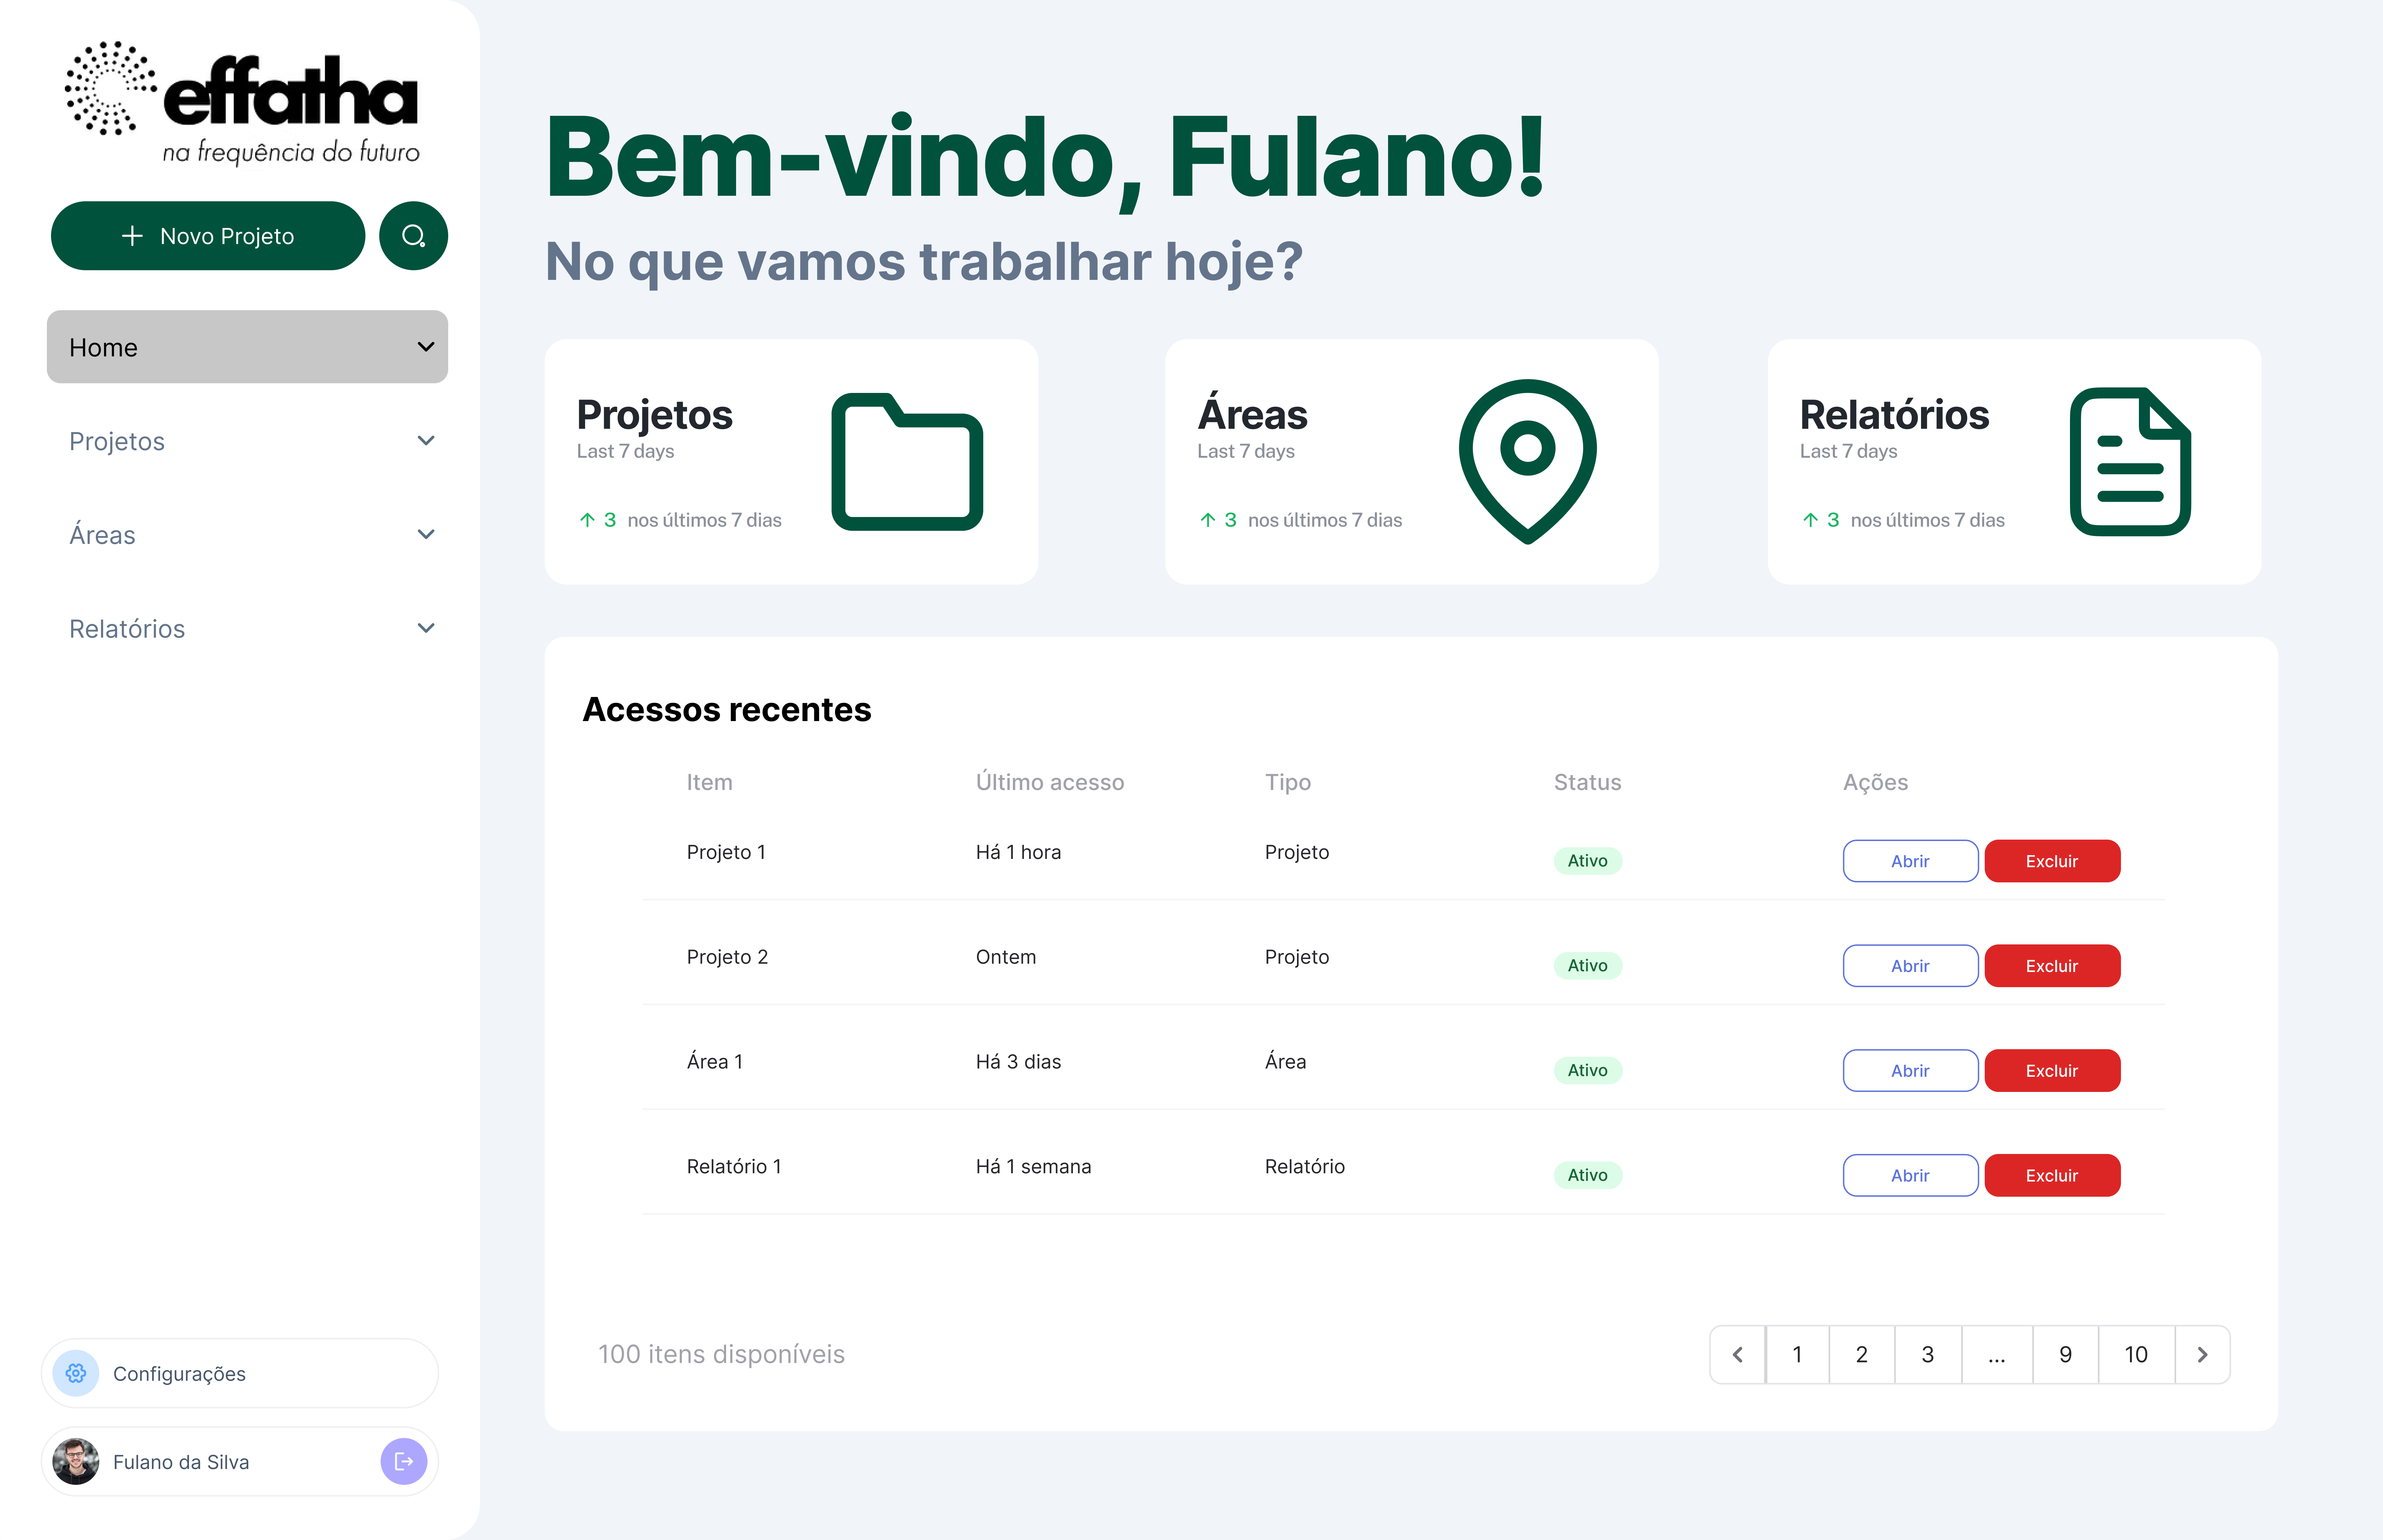 effatha
na frequência do futuro
Novo Projeto
Home
Projetos
Áreas
Relatórios
Configurações
Fulano da Silva
Bem-vindo, Fulano!
No que vamos trabalhar hoje?
Projetos
Last 7 days
3 nos últimos 7 dias
Áreas
Last 7 days
3 nos últimos 7 dias
Relatórios
Last 7 days
3 nos últimos 7 dias
Acessos recentes
Item Último acesso Tipo Status Ações
Projeto 1 Há 1 hora Projeto Ativo Abrir Excluir
Projeto 2 Ontem Projeto Ativo Abrir Excluir
Área 1 Há 3 dias Área Ativo Abrir Excluir
Relatório 1 Há 1 semana Relatório Ativo Abrir Excluir
100 itens disponíveis
1 2 3 ... 9 10